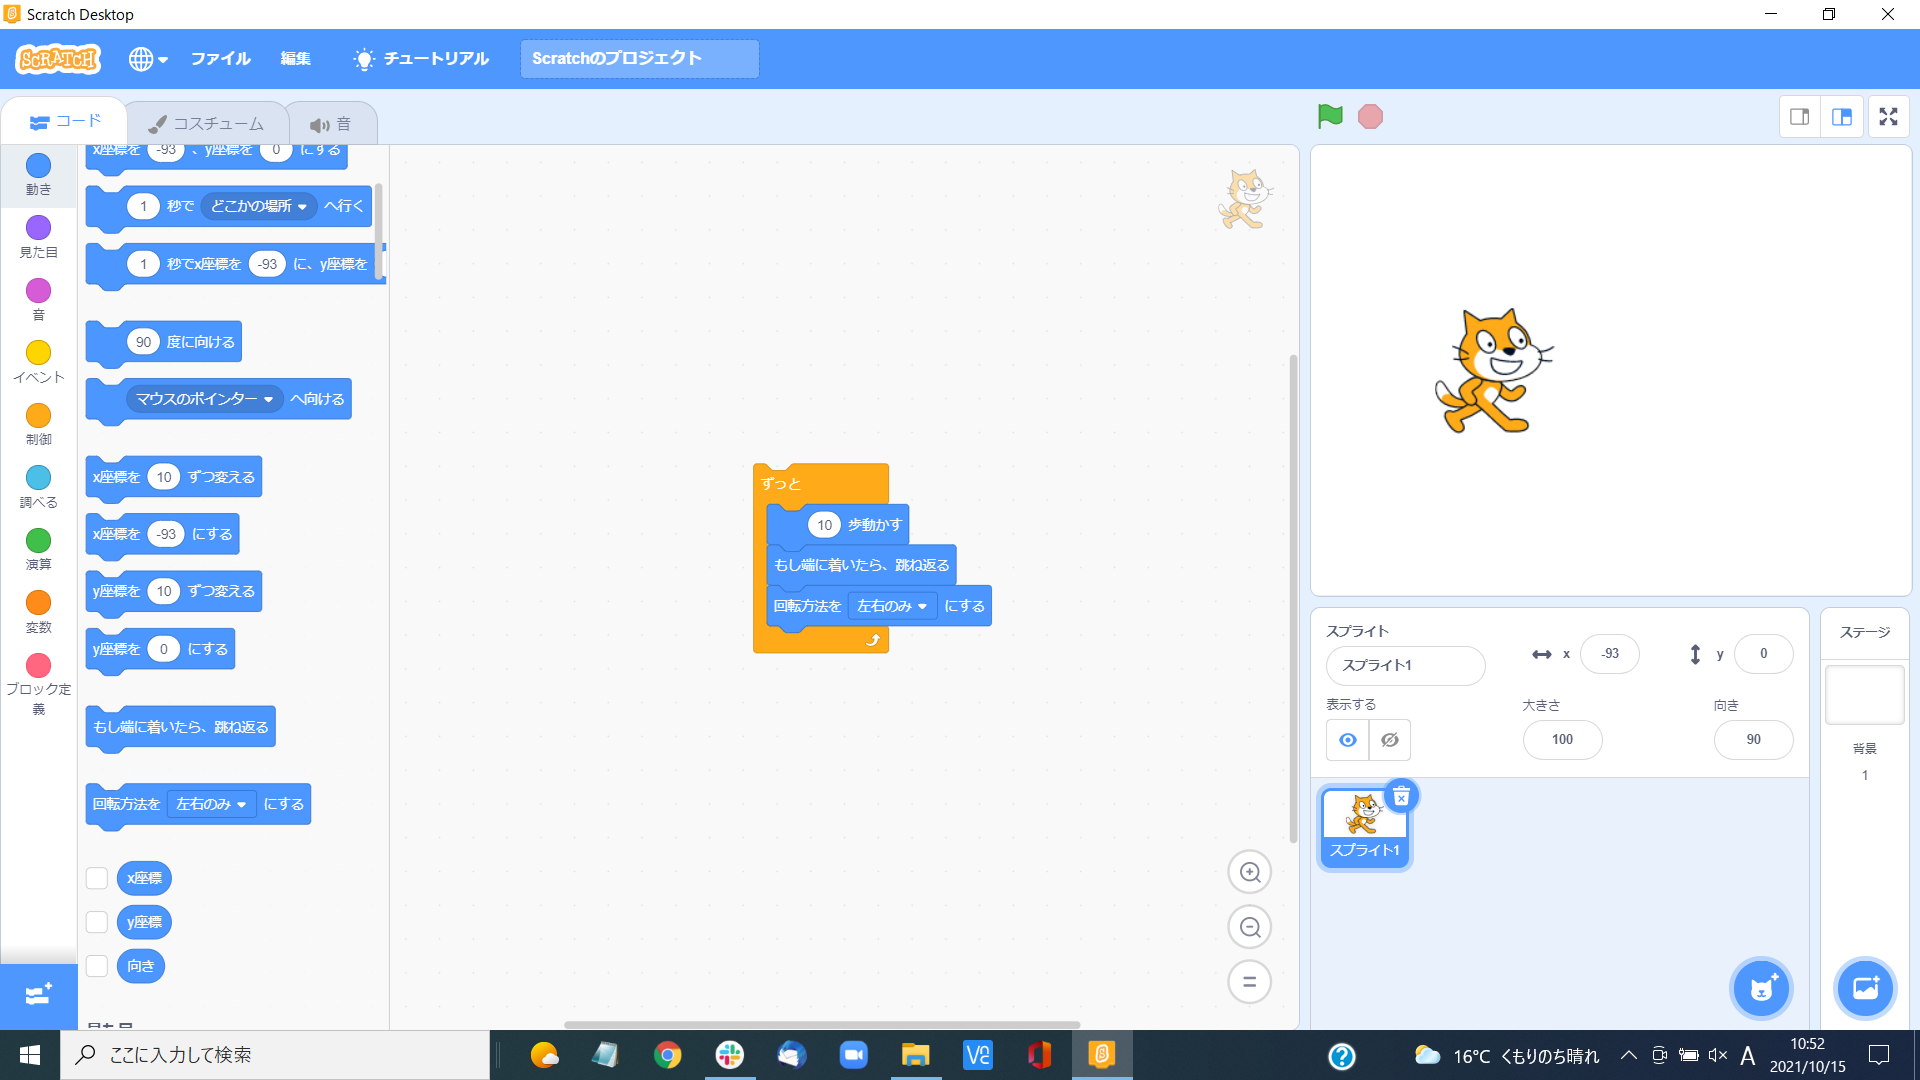 Scratch Desktop
SCRATCH
ファイル
編集
チュートリアル
Scratchのプロジェクト
コード
コスチューム
音
動き
見た目
音
イベント
制御
調べる
演算
変数
ブロック定
義
x座標を -93 、y座標を 0 にする
1 秒で どこかの場所 へ行く
1 秒でx座標を -93 に、y座標を
90 度に向ける
マウスのポインター へ向ける
x座標を 10 ずつ変える
x座標を -93 にする
y座標を 10 ずつ変える
y座標を 0 にする
もし端に着いたら、跳ね返る
回転方法を 左右のみ にする
x座標
y座標
向き
見た目
ずっと
10 歩動かす
もし端に着いたら、跳ね返る
回転方法を 左右のみ にする
スプライト
スプライト1
x -93
y 0
表示する
大きさ
100
向き
90
スプライト1
ステージ
背景
1
ここに入力して検索
16°C くもりのち晴れ
A
10:52
2021/10/15